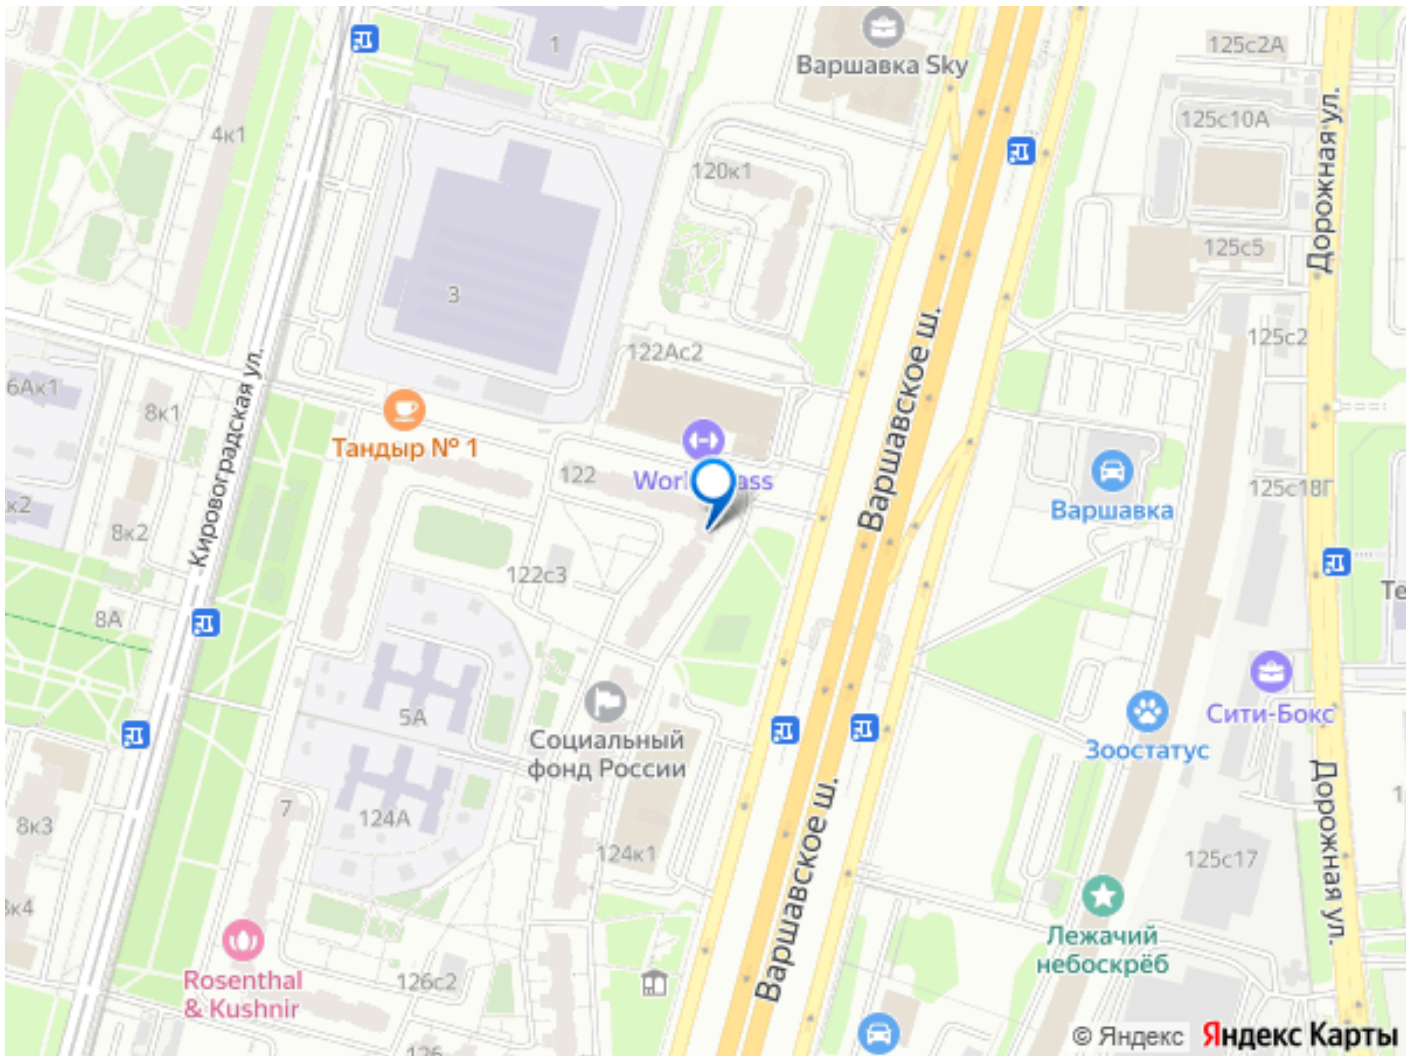 1
Варшавка Sky
125с2А
4к1
120к1
125с10А
Дорожная ул.
125с5
3
Варшавское ш.
122Ас2
125с2
6Ак1
8к1
Кировоградская ул.
Тандыр № 1
122
Варшавка
125с18Г
к2
8к2
122с3
8А
5А
Социальный
фонд России
Сити-Бокс
Зоостатус
7
124А
8к3
124к1
Варшавское ш.
125с17
Дорожная ул.
Лежачий
небоскрёб
Rosenthal
& Kushnir
126с2
126
© Яндекс Яндекс Карты